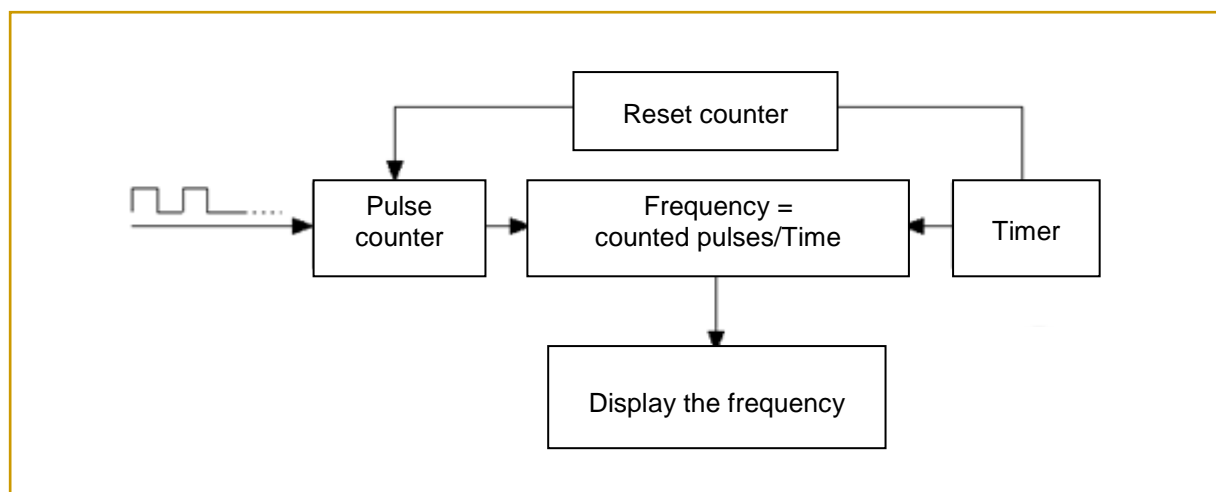 Reset counter
Pulse
counter
Frequency =
counted pulses/Time
Timer
Display the frequency